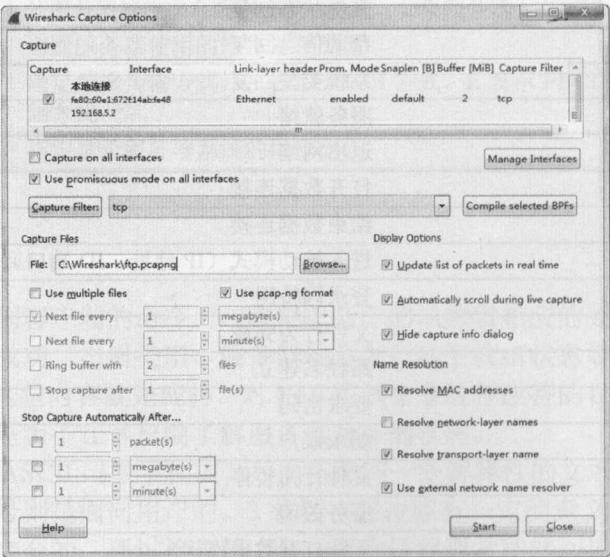 Wireshark: Capture Options
Capture
Capture Interface Link-layer header Prom. Mode Snaplen [B] Buffer [MiB] Capture Filter
本地连接
fe80::60e1:672f:14ab:fe48 Ethernet enabled default 2 tcp
192.168.5.2
Capture on all interfaces
Manage Interfaces
Use promiscuous mode on all interfaces
Capture Filter: tcp Compile selected BPFs
Capture Files
File: C:\Wireshark\ftp.pcapng Browse...
Use multiple files Use pcap-ng format
Next file every 1 megabyte(s)
Next file every 1 minute(s)
Ring buffer with 2 files
Stop capture after 1 file(s)
Stop Capture Automatically After...
1 packet(s)
1 megabyte(s)
1 minute(s)
Display Options
Update list of packets in real time
Automatically scroll during live capture
Hide capture info dialog
Name Resolution
Resolve MAC addresses
Resolve network-layer names
Resolve transport-layer name
Use external network name resolver
Help Start Close